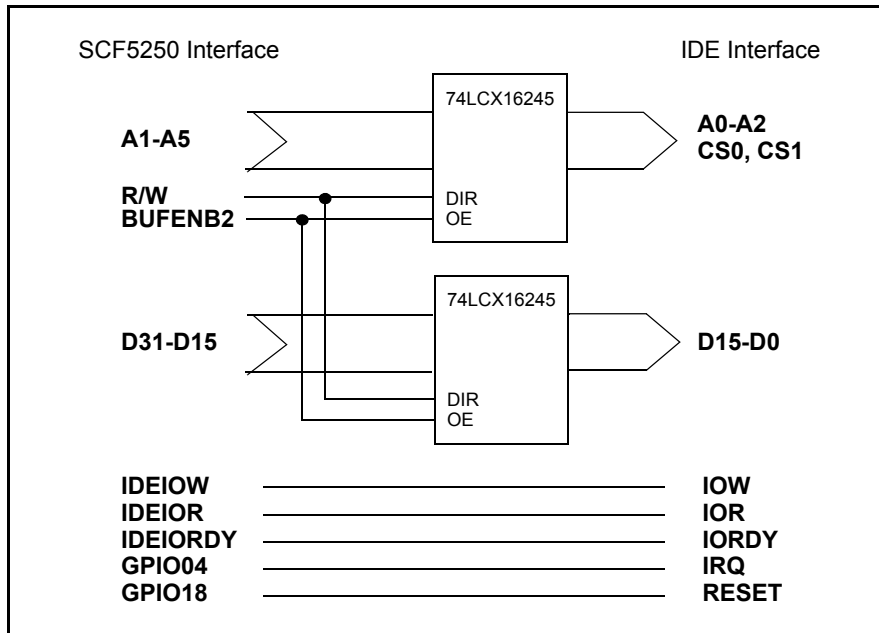 SCF5250 Interface
IDE Interface
74LCX16245
A1-A5
A0-A2
CS0, CS1
R/W
BUFENB2
DIR
OE
74LCX16245
D31-D15
D15-D0
DIR
OE
IDEIOW
IOW
IDEIOR
IOR
IDEIORDY
IORDY
GPIO04
IRQ
GPIO18
RESET